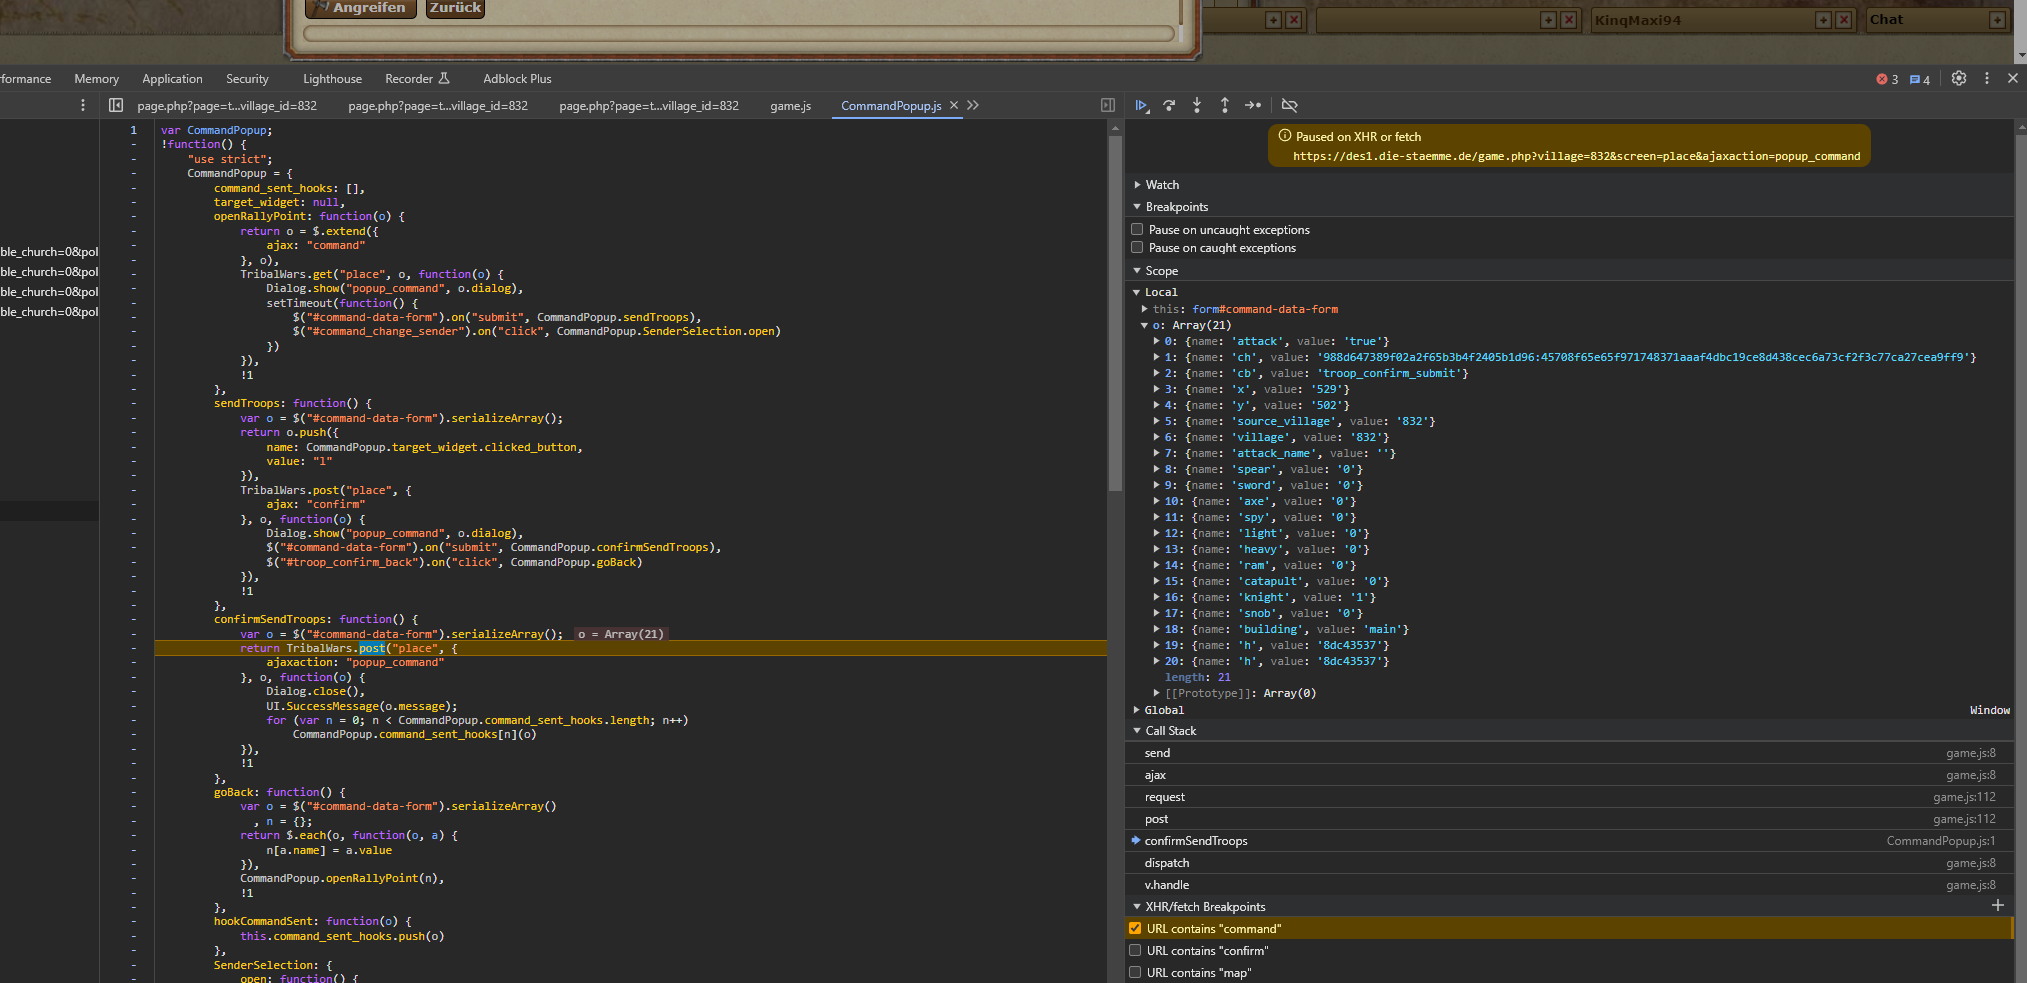 Angreifen Zurück
KinqMaxi94 Chat
formance Memory Application Security Lighthouse Recorder Adblock Plus 3 4
page.php?page=t...village_id=832 page.php?page=t...village_id=832 page.php?page=t...village_id=832 game.js CommandPopup.js
ble_church=0&pol
ble_church=0&pol
ble_church=0&pol
ble_church=0&pol
1 var CommandPopup;
- !function() {
- "use strict";
- CommandPopup = {
- command_sent_hooks: [],
- target_widget: null,
- openRallyPoint: function(o) {
- return o = $.extend({
- ajax: "command"
- }, o),
- TribalWars.get("place", o, function(o) {
- Dialog.show("popup_command", o.dialog),
- setTimeout(function() {
- $("#command-data-form").on("submit", CommandPopup.sendTroops),
- $("#command_change_sender").on("click", CommandPopup.SenderSelection.open)
- })
- }),
- !1
- },
- sendTroops: function() {
- var o = $("#command-data-form").serializeArray();
- return o.push({
- name: CommandPopup.target_widget.clicked_button,
- value: "l"
- }),
- TribalWars.post("place", {
- ajax: "confirm"
- }, o, function(o) {
- Dialog.show("popup_command", o.dialog),
- $("#command-data-form").on("submit", CommandPopup.confirmSendTroops),
- $("#troop_confirm_back").on("click", CommandPopup.goBack)
- }),
- !1
- },
- confirmSendTroops: function() {
- var o = $("#command-data-form").serializeArray(); o = Array(21)
- return TribalWars.post("place", {
- ajaxaction: "popup_command"
- }, o, function(o) {
- Dialog.close(),
- UI.SuccessMessage(o.message);
- for (var n = 0; n < CommandPopup.command_sent_hooks.length; n++)
- CommandPopup.command_sent_hooks[n](o)
- }),
- !1
- },
- goBack: function() {
- var o = $("#command-data-form").serializeArray()
- , n = {};
- return $.each(o, function(o, a) {
- n[a.name] = a.value
- }),
- CommandPopup.openRallyPoint(n),
- !1
- },
- hookCommandSent: function(o) {
- this.command_sent_hooks.push(o)
- },
- SenderSelection: {
- open: function() {
Paused on XHR or fetch
https://des1.die-staemme.de/game.php?village=832&screen=place&ajaxaction=popup_command
Watch
Breakpoints
Pause on uncaught exceptions
Pause on caught exceptions
Scope
Local
this: form#command-data-form
o: Array(21)
0: {name: 'attack', value: 'true'}
1: {name: 'ch', value: '988d647389f02a2f65b3b4f2405b1d96:45708f65e65f971748371aaaf4dbc19ce8d438cec6a73cf2f3c77ca27cea9ff9'}
2: {name: 'cb', value: 'troop_confirm_submit'}
3: {name: 'x', value: '529'}
4: {name: 'y', value: '502'}
5: {name: 'source_village', value: '832'}
6: {name: 'village', value: '832'}
7: {name: 'attack_name', value: ''}
8: {name: 'spear', value: '0'}
9: {name: 'sword', value: '0'}
10: {name: 'axe', value: '0'}
11: {name: 'spy', value: '0'}
12: {name: 'light', value: '0'}
13: {name: 'heavy', value: '0'}
14: {name: 'ram', value: '0'}
15: {name: 'catapult', value: '0'}
16: {name: 'knight', value: '1'}
17: {name: 'snob', value: '0'}
18: {name: 'building', value: 'main'}
19: {name: 'h', value: '8dc43537'}
20: {name: 'h', value: '8dc43537'}
length: 21
[[Prototype]]: Array(0)
Global Window
Call Stack
send game.js:8
ajax game.js:8
request game.js:112
post game.js:112
confirmSendTroops CommandPopup.js:1
dispatch game.js:8
v.handle game.js:8
XHR/fetch Breakpoints
URL contains "command"
URL contains "confirm"
URL contains "map"